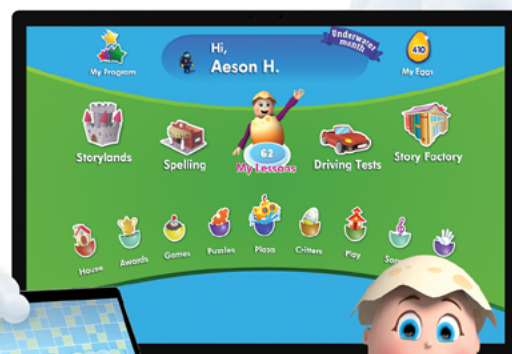 Hi,
Aeson H.
Underwater
month
410
My Program
My Eggs
Storylands
Spelling
62
My Lessons
Driving Tests
Story Factory
House
Awards
Games
Puzzles
Plaza
Critters
Play